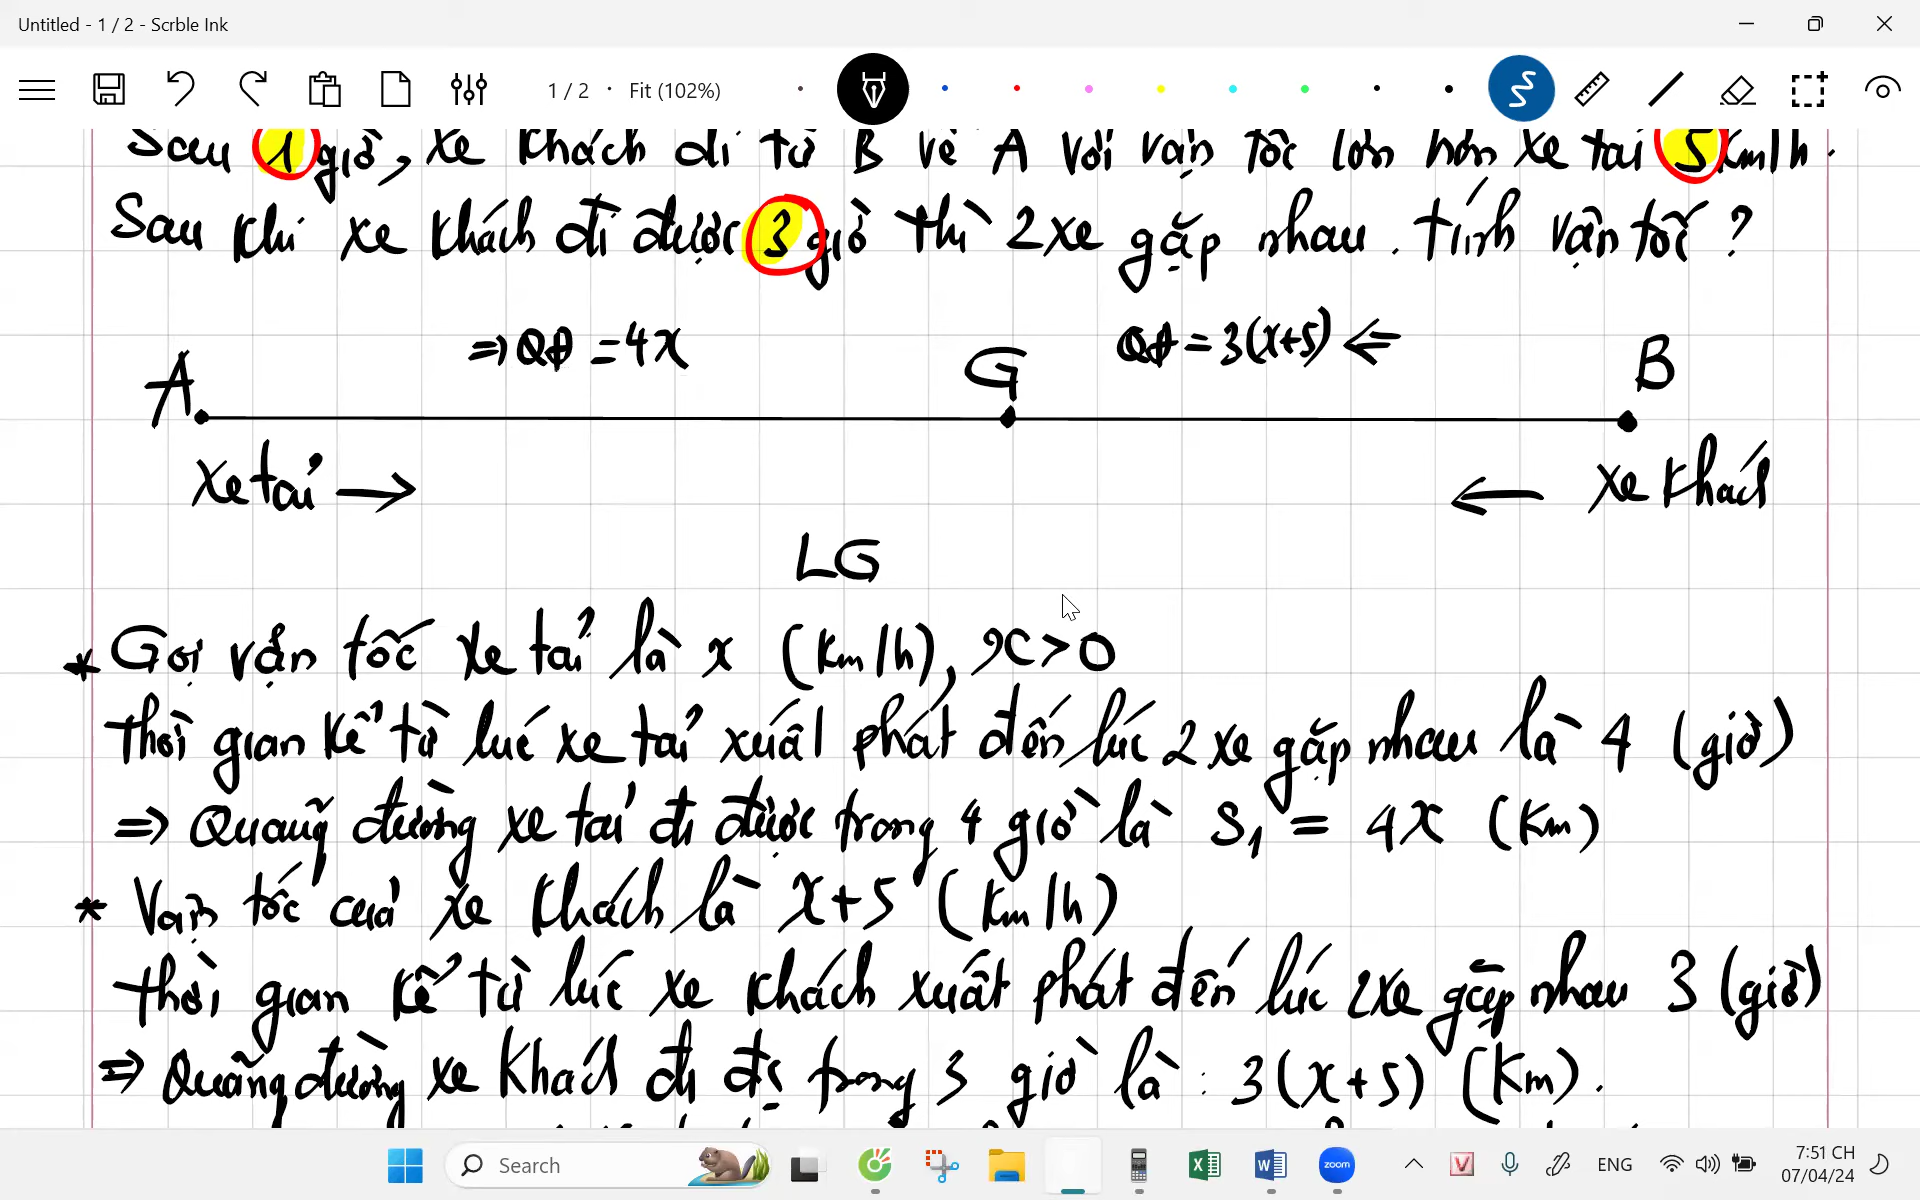 Untitled - 1 / 2 - Scrble Ink
1 / 2 · Fit (102%)
Sau 1 giờ, xe khách đi từ B về A với vận tốc lớn hơn xe tải 5 km/h.
Sau khi xe khách đi được 3 giờ thì 2 xe gặp nhau. tính vận tốc ?
⇒ QĐ = 4x
QĐ = 3(x+5) ⇐
A G B
xe tải → ← xe khách
LG
* Gọi vận tốc xe tải là x (km/h), x>0
thời gian kể từ lúc xe tải xuất phát đến lúc 2 xe gặp nhau là 4 (giờ)
⇒ Quãng đường xe tải đi được trong 4 giờ là S₁ = 4x (km)
* Vận tốc của xe khách là x+5 (km/h)
thời gian kể từ lúc xe khách xuất phát đến lúc 2 xe gặp nhau 3 (giờ)
⇒ Quãng đường xe khách đi đc trong 3 giờ là : 3(x+5) (km).
Search
zoom
ENG
7:51 CH
07/04/24